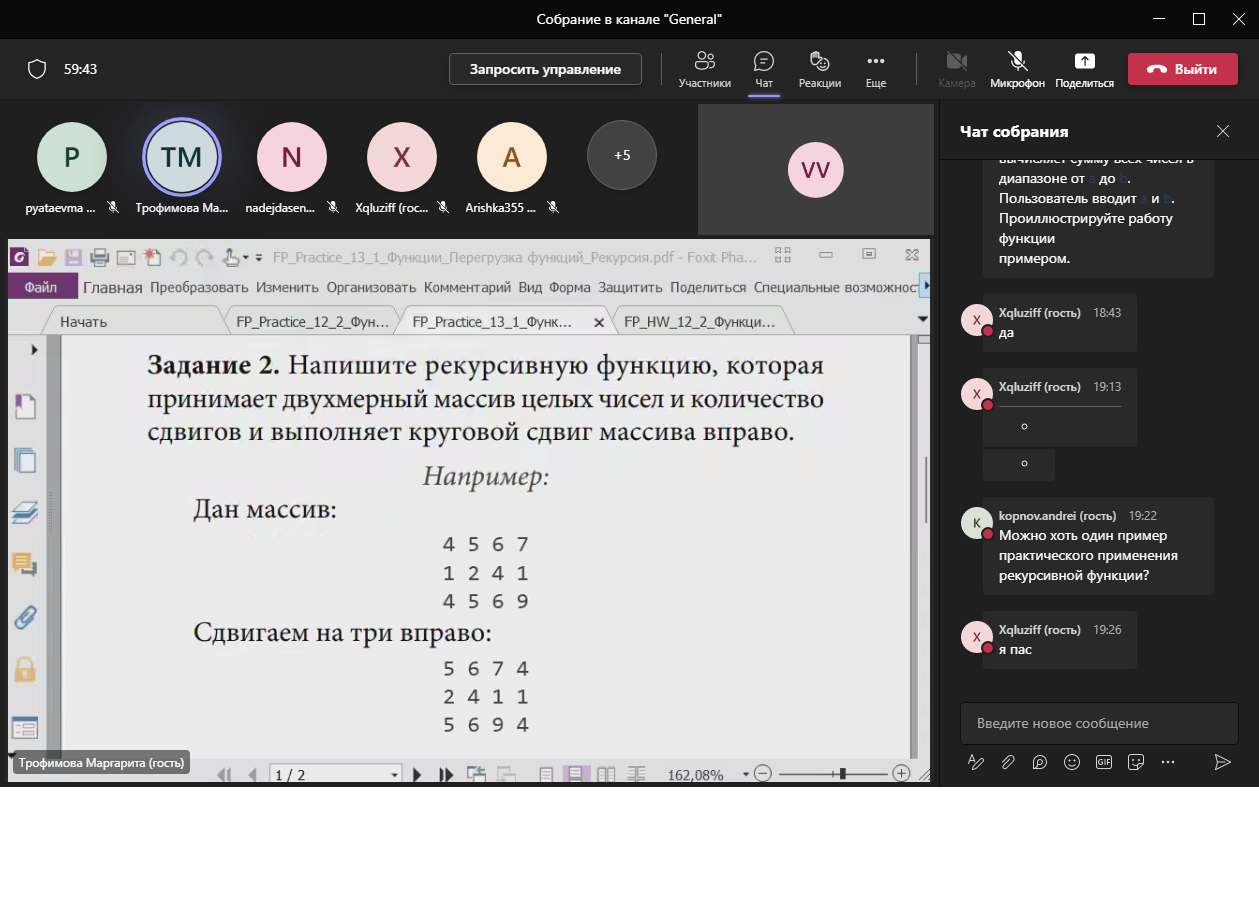 Собрание в канале "General"
59:43
Запросить управление
Участники
Чат
Реакции
Еще
Камера
Микрофон
Поделиться
Выйти
P
TM
N
X
A
+5
VV
pyataevma ...
Трофимова Ма...
nadejdasen...
Xqluziff (гос...
Arishka355 ...
FP_Practice_13_1_Функции_Перегрузка функций_Рекурсия.pdf - Foxit Pha...
Файл
Главная
Преобразовать
Изменить
Организовать
Комментарий
Вид
Форма
Защитить
Поделиться
Специальные возможнос
Начать
FP_Practice_12_2_Фун...
FP_Practice_13_1_Функ...
FP_HW_12_2_Функци...
Задание 2. Напишите рекурсивную функцию, которая
принимает двухмерный массив целых чисел и количество
сдвигов и выполняет круговой сдвиг массива вправо.
Например:
Дан массив:
4 5 6 7
1 2 4 1
4 5 6 9
Сдвигаем на три вправо:
5 6 7 4
2 4 1 1
5 6 9 4
Трофимова Маргарита (гость)
1 / 2
162,08%
Чат собрания
вычисляет сумму всех чисел в
диапазоне от a до b.
Пользователь вводит a и b.
Проиллюстрируйте работу
функции
примером.
X
Xqluziff (гость) 18:43
да
X
Xqluziff (гость) 19:13
K
kopnov.andrei (гость) 19:22
Можно хоть один пример
практического применения
рекурсивной функции?
X
Xqluziff (гость) 19:26
я пас
Введите новое сообщение
GIF